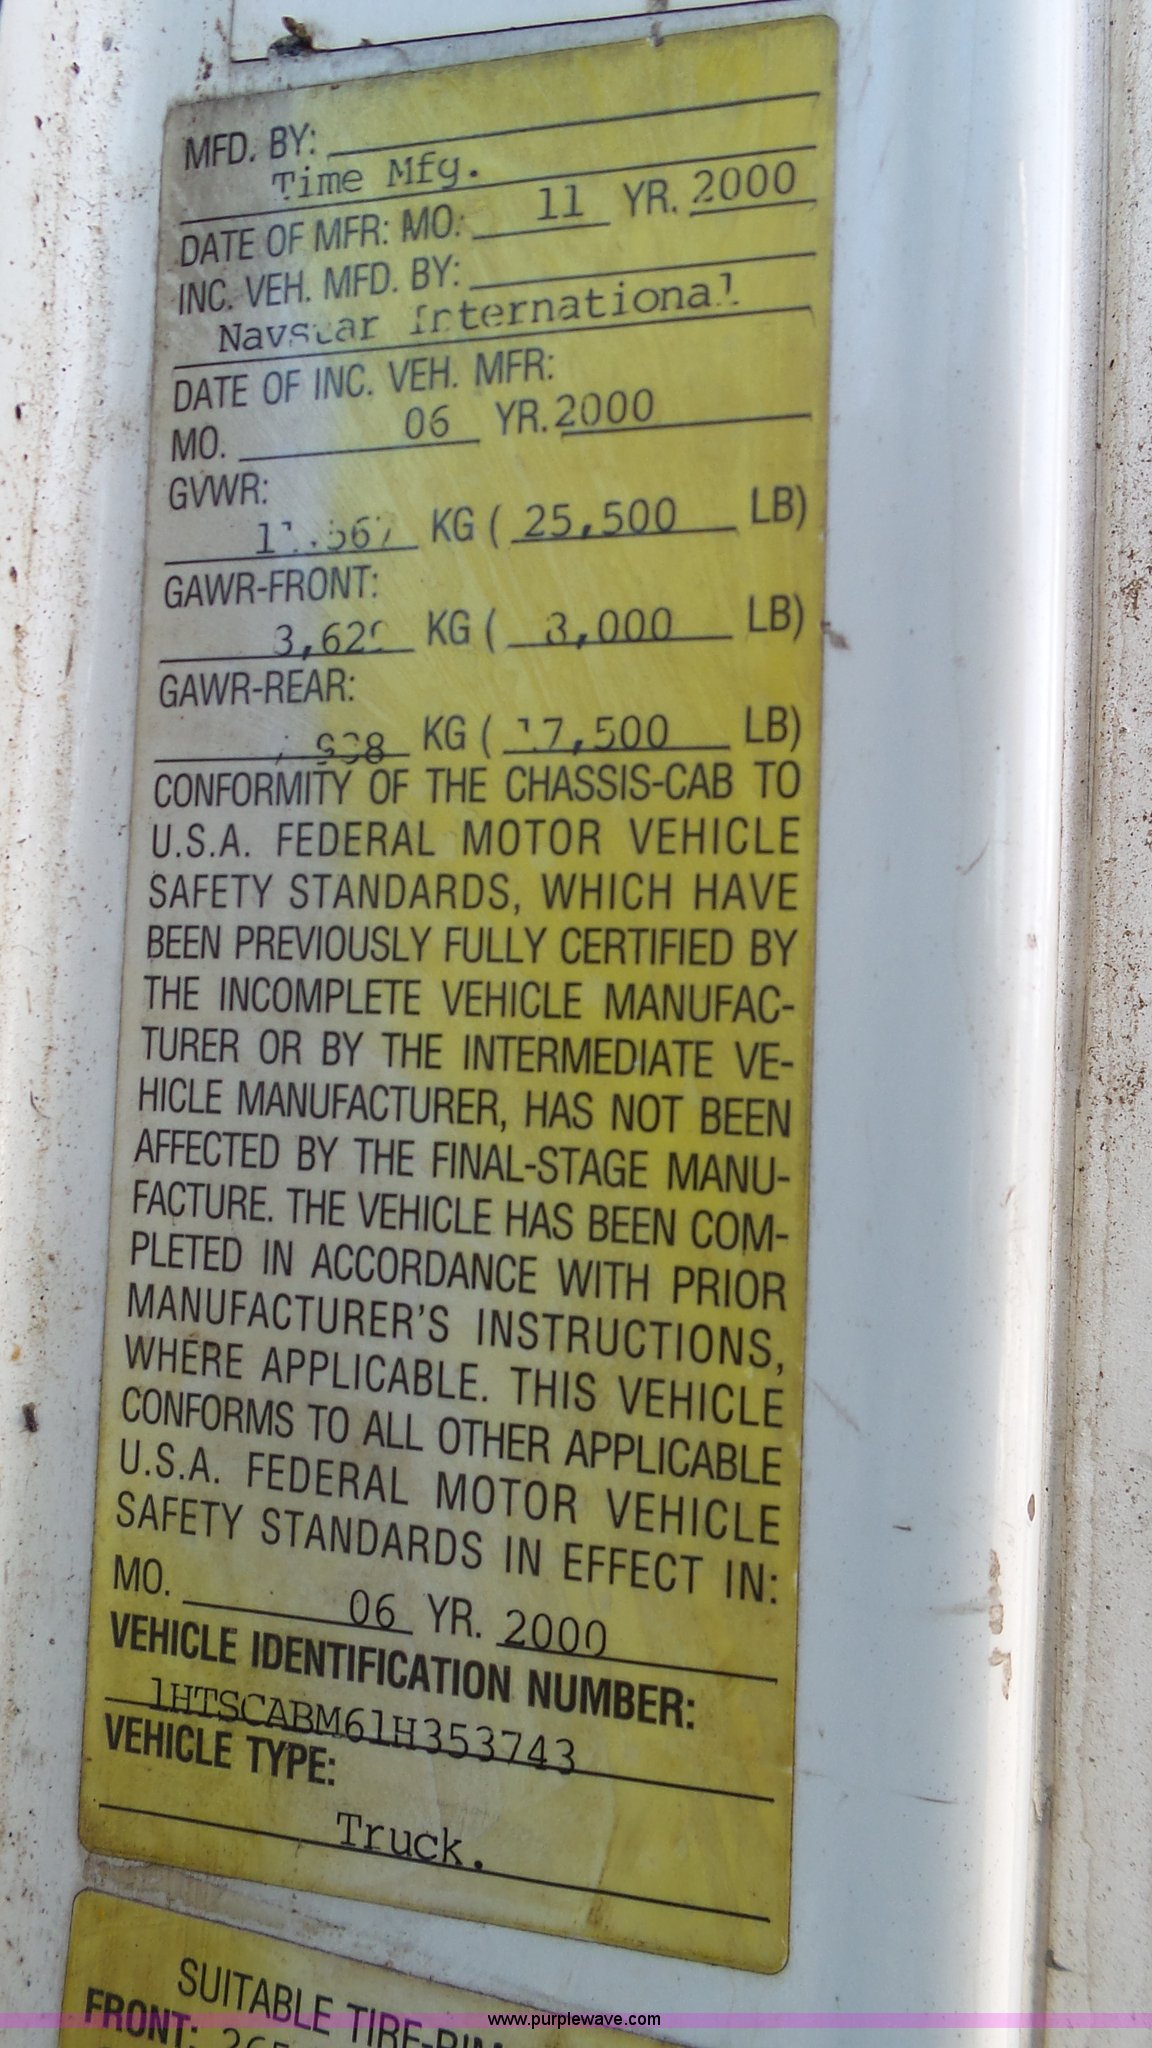 MFD. BY:
Time Mfg.
DATE OF MFR: MO. 11 YR. 2000
INC. VEH. MFD. BY:
Navstar International
DATE OF INC. VEH. MFR:
MO. 06 YR. 2000
GVWR:
KG ( 25,500 LB)
GAWR-FRONT:
KG ( 8,000 LB)
GAWR-REAR:
KG ( 17,500 LB)
CONFORMITY OF THE CHASSIS-CAB TO
U.S.A. FEDERAL MOTOR VEHICLE
SAFETY STANDARDS, WHICH HAVE
BEEN PREVIOUSLY FULLY CERTIFIED BY
THE INCOMPLETE VEHICLE MANUFAC-
TURER OR BY THE INTERMEDIATE VE-
HICLE MANUFACTURER, HAS NOT BEEN
AFFECTED BY THE FINAL-STAGE MANU-
FACTURE. THE VEHICLE HAS BEEN COM-
PLETED IN ACCORDANCE WITH PRIOR
MANUFACTURER'S INSTRUCTIONS,
WHERE APPLICABLE. THIS VEHICLE
CONFORMS TO ALL OTHER APPLICABLE
U.S.A. FEDERAL MOTOR VEHICLE
SAFETY STANDARDS IN EFFECT IN:
MO. 06 YR. 2000
VEHICLE IDENTIFICATION NUMBER:
1HTSCABM61H353743
VEHICLE TYPE:
Truck.
SUITABLE TIRE-RIM
FRONT:
www.purplewave.com